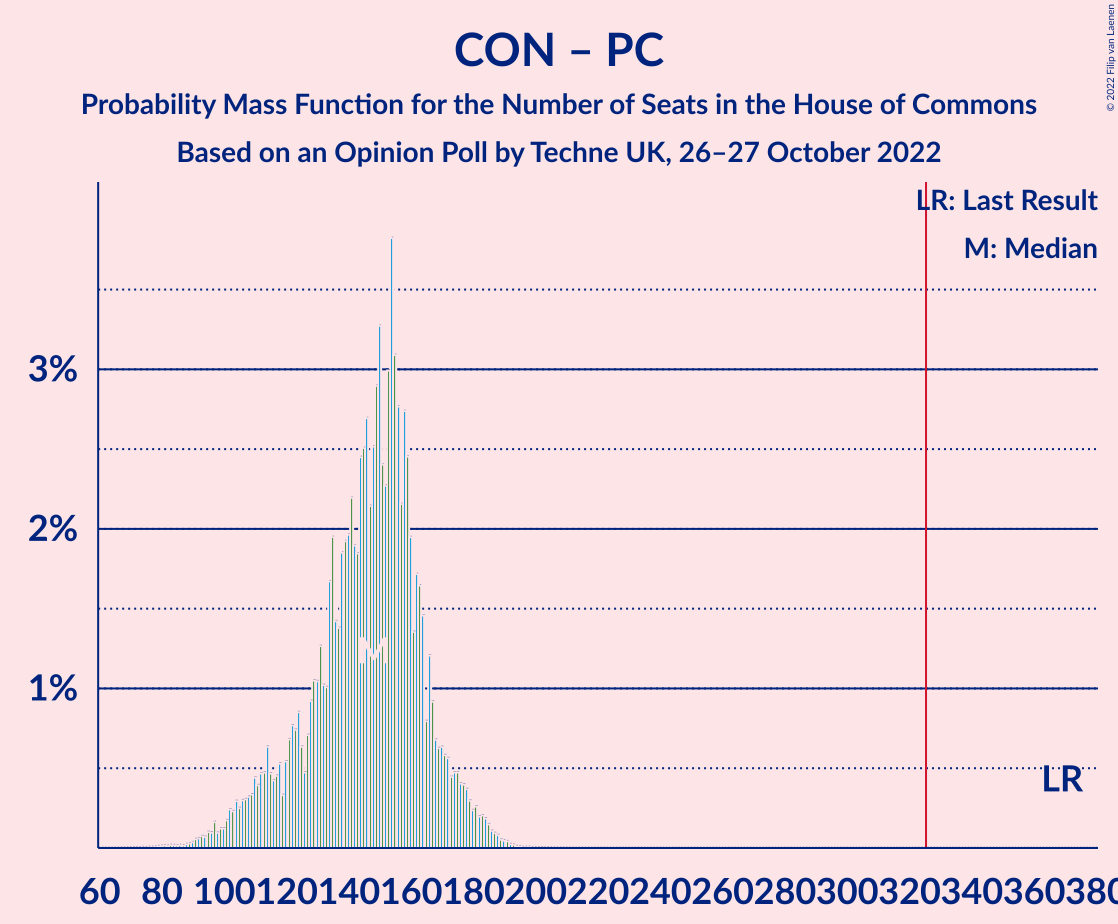 CON – PC
Probability Mass Function for the Number of Seats in the House of Commons
Based on an Opinion Poll by Techne UK, 26–27 October 2022
© 2022 Filip van Laenen
LR: Last Result
M: Median
3%
2%
1%
M
LR
60 80 100 120 140 160 180 200 220 240 260 280 300 320 340 360 380